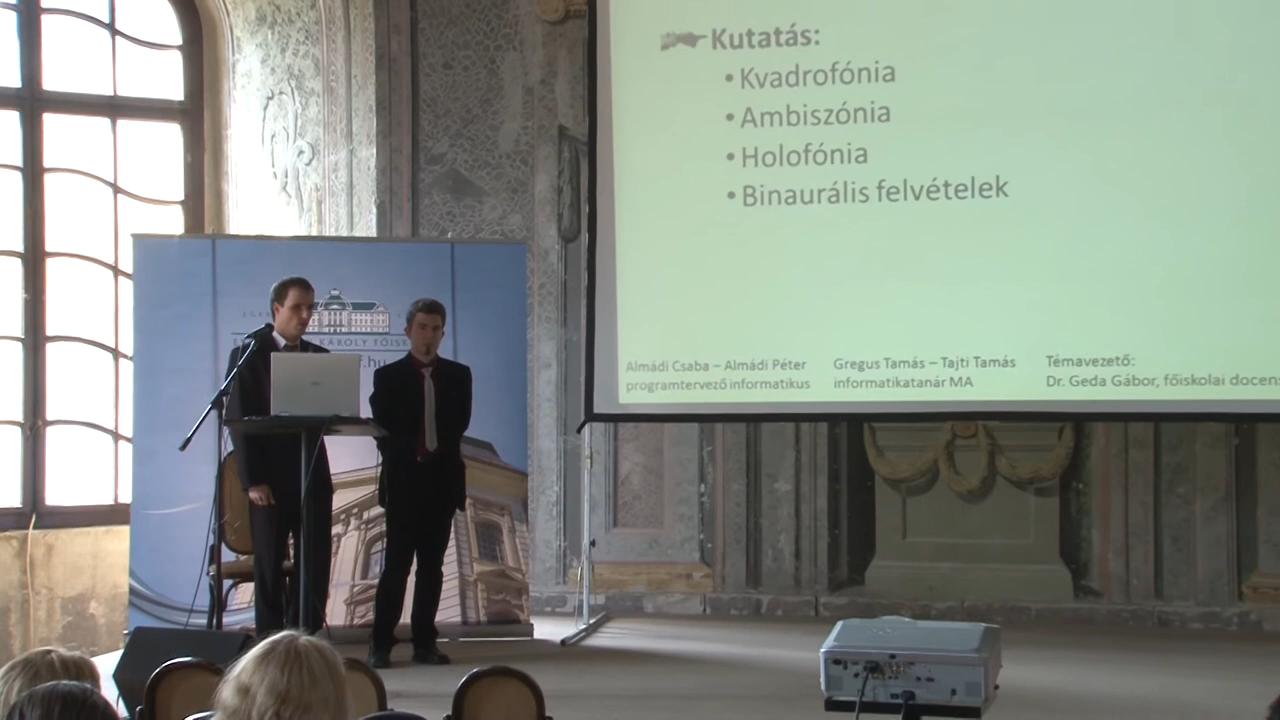 Kutatás:
•Kvadrofónia
•Ambiszónia
•Holofónia
•Binaurális felvételek
Almádi Csaba – Almádi Péter
programtervező informatikus
Gregus Tamás – Tajti Tamás
informatikatanár MA
Témavezető:
Dr. Geda Gábor, főiskolai docens
KÁROLY FŐISK